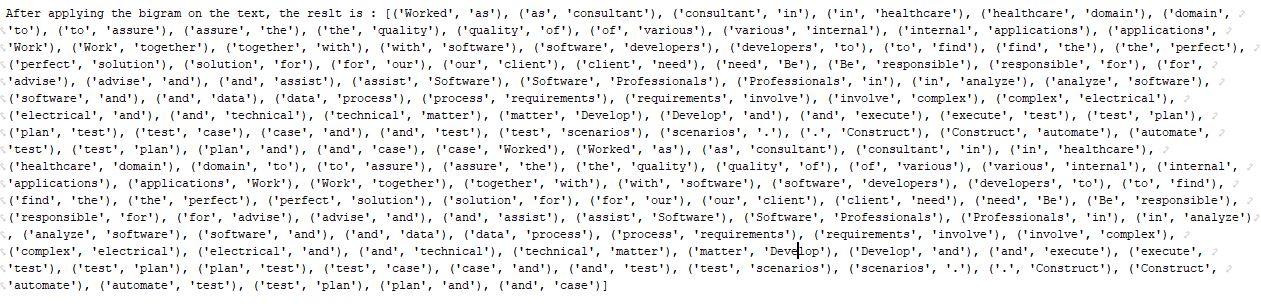 After applying the bigram on the text, the reslt is : [('Worked', 'as'), ('as', 'consultant'), ('consultant', 'in'), ('in', 'healthcare'), ('healthcare', 'domain'), ('domain',
'to'), ('to', 'assure'), ('assure', 'the'), ('the', 'quality'), ('quality', 'of'), ('of', 'various'), ('various', 'internal'), ('internal', 'applications'), ('applications',
'Work'), ('Work', 'together'), ('together', 'with'), ('with', 'software'), ('software', 'developers'), ('developers', 'to'), ('to', 'find'), ('find', 'the'), ('the', 'perfect'),
('perfect', 'solution'), ('solution', 'for'), ('for', 'our'), ('our', 'client'), ('client', 'need'), ('need', 'Be'), ('Be', 'responsible'), ('responsible', 'for'), ('for',
'advise'), ('advise', 'and'), ('and', 'assist'), ('assist', 'Software'), ('Software', 'Professionals'), ('Professionals', 'in'), ('in', 'analyze'), ('analyze', 'software'),
('software', 'and'), ('and', 'data'), ('data', 'process'), ('process', 'requirements'), ('requirements', 'involve'), ('involve', 'complex'), ('complex', 'electrical'),
('electrical', 'and'), ('and', 'technical'), ('technical', 'matter'), ('matter', 'Develop'), ('Develop', 'and'), ('and', 'execute'), ('execute', 'test'), ('test', 'plan'),
('plan', 'test'), ('test', 'case'), ('case', 'and'), ('and', 'test'), ('test', 'scenarios'), ('scenarios', '.'), ('.', 'Construct'), ('Construct', 'automate'), ('automate',
'test'), ('test', 'plan'), ('plan', 'and'), ('and', 'case'), ('case', 'Worked'), ('Worked', 'as'), ('as', 'consultant'), ('consultant', 'in'), ('in', 'healthcare'),
('healthcare', 'domain'), ('domain', 'to'), ('to', 'assure'), ('assure', 'the'), ('the', 'quality'), ('quality', 'of'), ('of', 'various'), ('various', 'internal'), ('internal',
'applications'), ('applications', 'Work'), ('Work', 'together'), ('together', 'with'), ('with', 'software'), ('software', 'developers'), ('developers', 'to'), ('to', 'find'),
('find', 'the'), ('the', 'perfect'), ('perfect', 'solution'), ('solution', 'for'), ('for', 'our'), ('our', 'client'), ('client', 'need'), ('need', 'Be'), ('Be', 'responsible'),
('responsible', 'for'), ('for', 'advise'), ('advise', 'and'), ('and', 'assist'), ('assist', 'Software'), ('Software', 'Professionals'), ('Professionals', 'in'), ('in', 'analyze')
, ('analyze', 'software'), ('software', 'and'), ('and', 'data'), ('data', 'process'), ('process', 'requirements'), ('requirements', 'involve'), ('involve', 'complex'),
('complex', 'electrical'), ('electrical', 'and'), ('and', 'technical'), ('technical', 'matter'), ('matter', 'Develop'), ('Develop', 'and'), ('and', 'execute'), ('execute',
'test'), ('test', 'plan'), ('plan', 'test'), ('test', 'case'), ('case', 'and'), ('and', 'test'), ('test', 'scenarios'), ('scenarios', '.'), ('.', 'Construct'), ('Construct',
'automate'), ('automate', 'test'), ('test', 'plan'), ('plan', 'and'), ('and', 'case')]